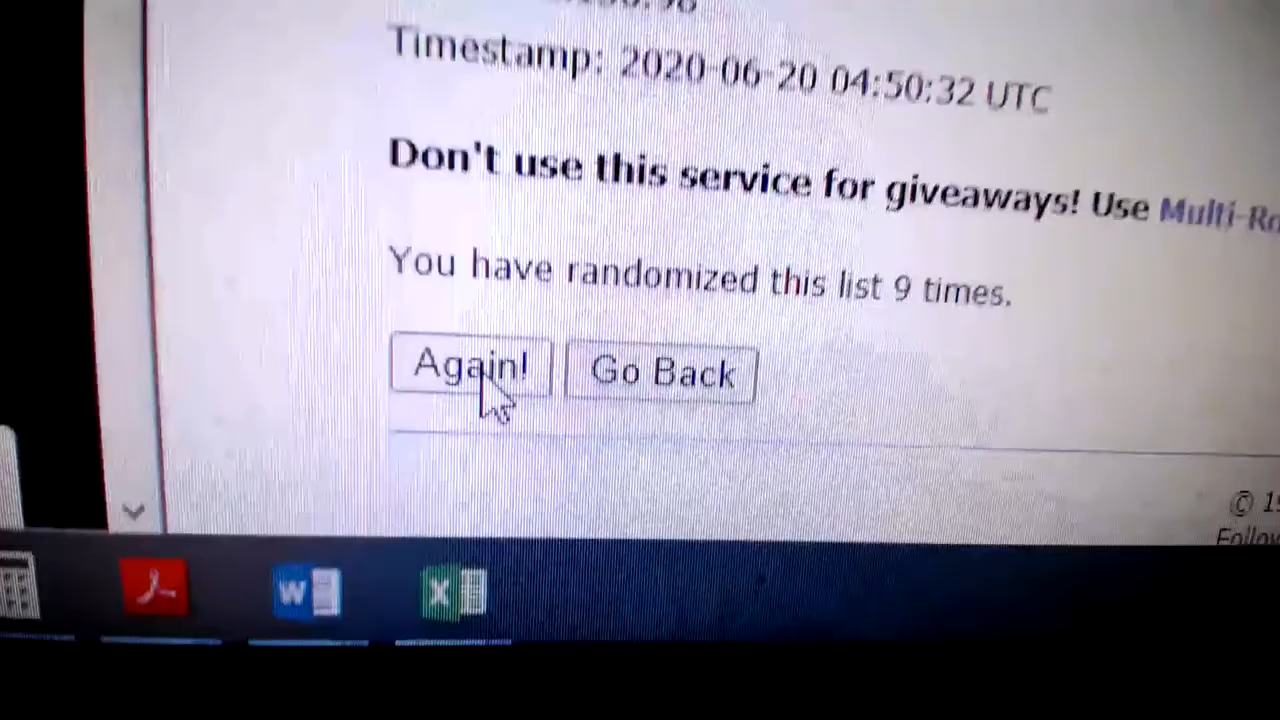 Timestamp: 2020-06-20 04:50:32 UTC
Don't use this service for giveaways! Use
You have randomized this list 9 times.
Again! Go Back
©
W
X